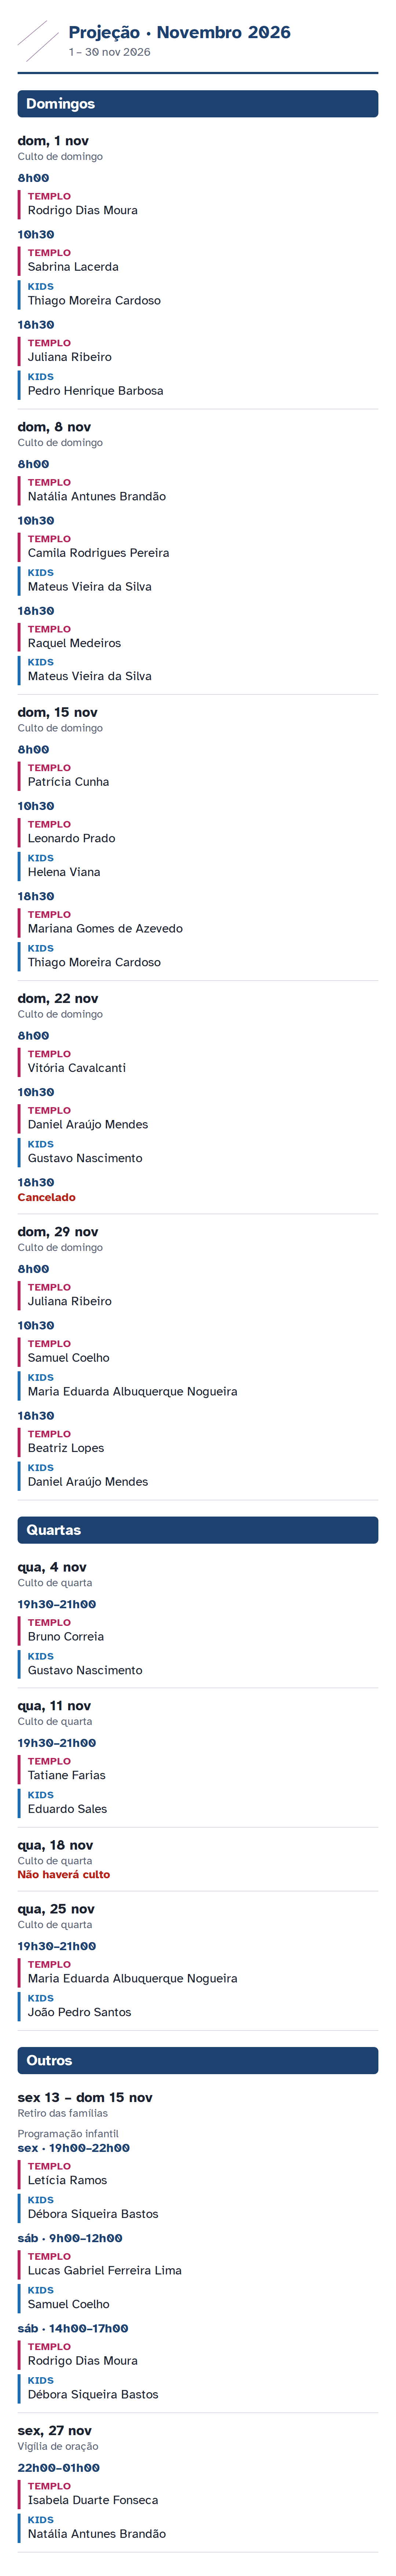 Projeção · Novembro 2026
1 – 30 nov 2026
Domingos
dom, 1 nov
Culto de domingo
8h00
TEMPLO
Rodrigo Dias Moura
10h30
TEMPLO
Sabrina Lacerda
KIDS
Thiago Moreira Cardoso
18h30
TEMPLO
Juliana Ribeiro
KIDS
Pedro Henrique Barbosa
dom, 8 nov
Culto de domingo
8h00
TEMPLO
Natália Antunes Brandão
10h30
TEMPLO
Camila Rodrigues Pereira
KIDS
Mateus Vieira da Silva
18h30
TEMPLO
Raquel Medeiros
KIDS
Mateus Vieira da Silva
dom, 15 nov
Culto de domingo
8h00
TEMPLO
Patrícia Cunha
10h30
TEMPLO
Leonardo Prado
KIDS
Helena Viana
18h30
TEMPLO
Mariana Gomes de Azevedo
KIDS
Thiago Moreira Cardoso
dom, 22 nov
Culto de domingo
8h00
TEMPLO
Vitória Cavalcanti
10h30
TEMPLO
Daniel Araújo Mendes
KIDS
Gustavo Nascimento
18h30
Cancelado
dom, 29 nov
Culto de domingo
8h00
TEMPLO
Juliana Ribeiro
10h30
TEMPLO
Samuel Coelho
KIDS
Maria Eduarda Albuquerque Nogueira
18h30
TEMPLO
Beatriz Lopes
KIDS
Daniel Araújo Mendes
Quartas
qua, 4 nov
Culto de quarta
19h30–21h00
TEMPLO
Bruno Correia
KIDS
Gustavo Nascimento
qua, 11 nov
Culto de quarta
19h30–21h00
TEMPLO
Tatiane Farias
KIDS
Eduardo Sales
qua, 18 nov
Culto de quarta
Não haverá culto
qua, 25 nov
Culto de quarta
19h30–21h00
TEMPLO
Maria Eduarda Albuquerque Nogueira
KIDS
João Pedro Santos
Outros
sex 13 – dom 15 nov
Retiro das famílias
Programação infantil
sex · 19h00–22h00
TEMPLO
Letícia Ramos
KIDS
Débora Siqueira Bastos
sáb · 9h00–12h00
TEMPLO
Lucas Gabriel Ferreira Lima
KIDS
Samuel Coelho
sáb · 14h00–17h00
TEMPLO
Rodrigo Dias Moura
KIDS
Débora Siqueira Bastos
sex, 27 nov
Vigília de oração
22h00–01h00
TEMPLO
Isabela Duarte Fonseca
KIDS
Natália Antunes Brandão